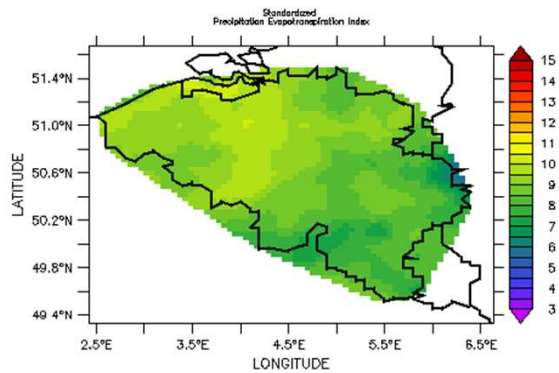 Standardized
Precipitation Evapotranspiration Index
51.4°N
51.0°N
50.6°N
50.2°N
49.8°N
49.4°N
LATITUDE
2.5°E 3.5°E 4.5°E 5.5°E 6.5°E
LONGITUDE
15
14
13
12
11
10
9
8
7
6
5
4
3